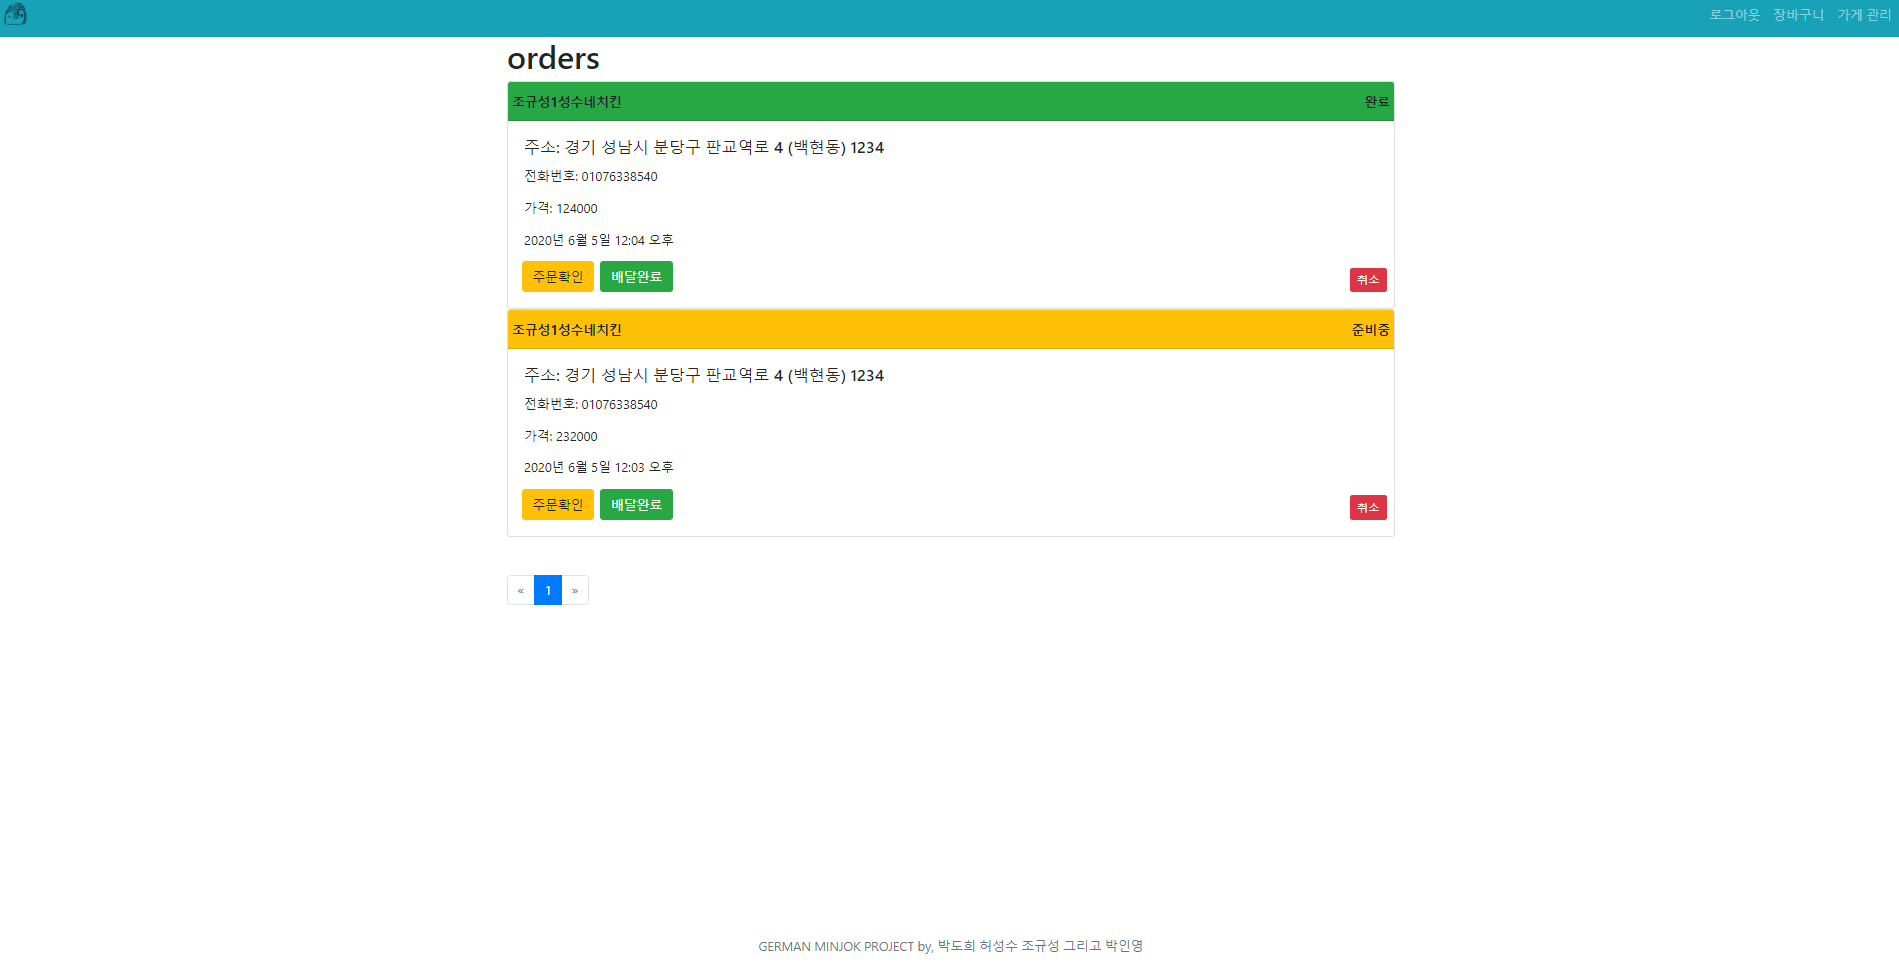 로그아웃 장바구니 가게 관리
orders
조규성1성수네치킨 완료
주소: 경기 성남시 분당구 판교역로 4 (백현동) 1234
전화번호: 01076338540
가격: 124000
2020년 6월 5일 12:04 오후
주문확인 배달완료 취소
조규성1성수네치킨 준비중
주소: 경기 성남시 분당구 판교역로 4 (백현동) 1234
전화번호: 01076338540
가격: 232000
2020년 6월 5일 12:03 오후
주문확인 배달완료 취소
« 1 »
GERMAN MINJOK PROJECT by, 박도희 허성수 조규성 그리고 박인영